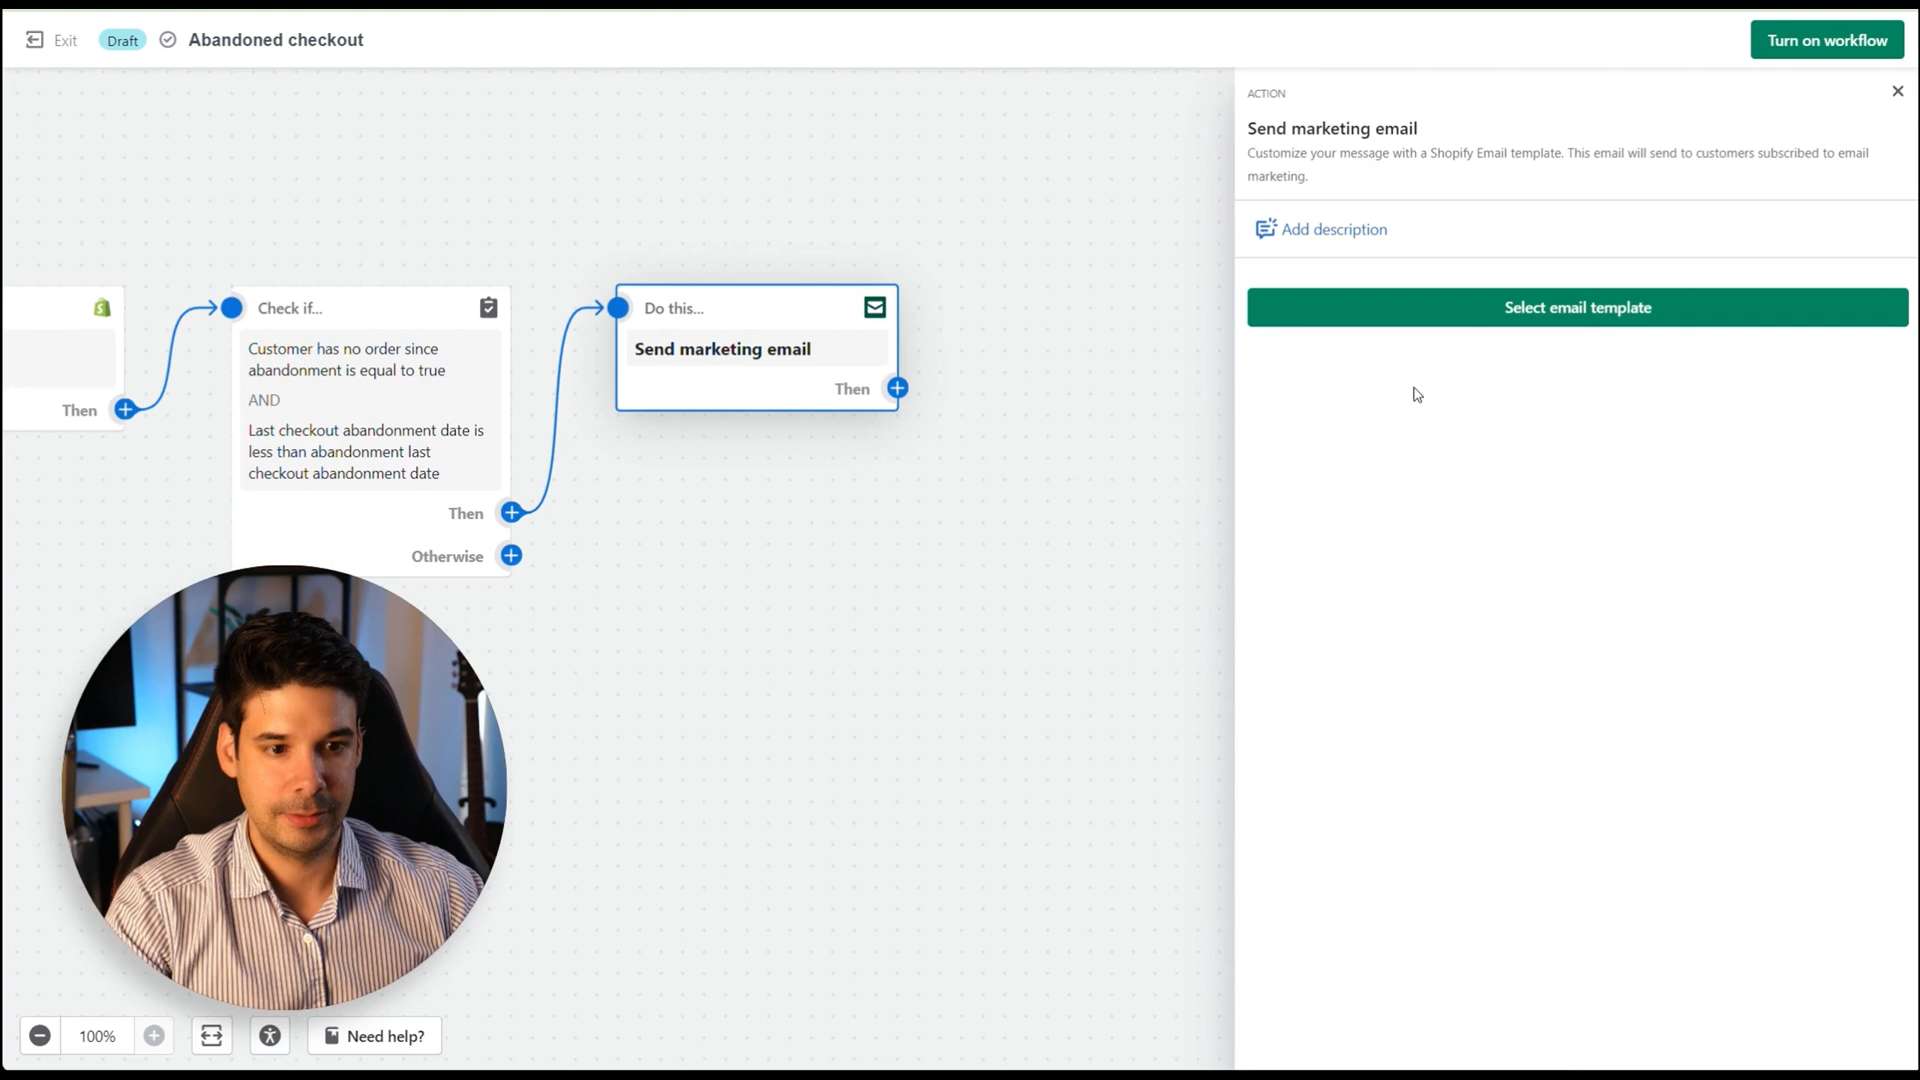 Exit
Draft
Abandoned checkout
Turn on workflow
ACTION
Send marketing email
Customize your message with a Shopify Email template. This email will send to customers subscribed to email
marketing.
Add description
Select email template
Then
Check if...
Customer has no order since
abandonment is equal to true
AND
Last checkout abandonment date is
less than abandonment last
checkout abandonment date
Then
Otherwise
Do this...
Send marketing email
Then
100%
Need help?